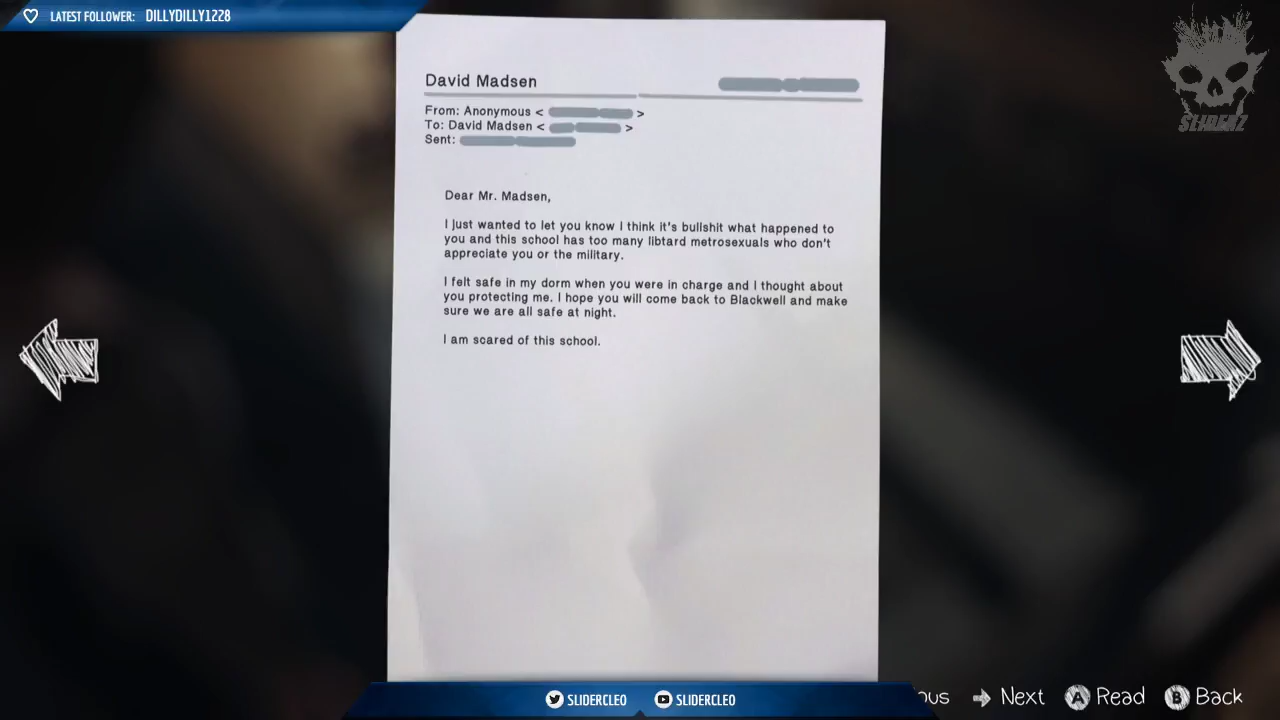 LATEST FOLLOWER: DILLYDILLY1228
SLIDERZ
David Madsen
From: Anonymous < >
To: David Madsen < >
Sent:
Dear Mr. Madsen,
I just wanted to let you know I think it's bullshit what happened to
you and this school has too many libtard metrosexuals who don't
appreciate you or the military.
I felt safe in my dorm when you were in charge and I thought about
you protecting me. I hope you will come back to Blackwell and make
sure we are all safe at night.
I am scared of this school.
SLIDERCLEO SLIDERCLEO
Next A Read B Back